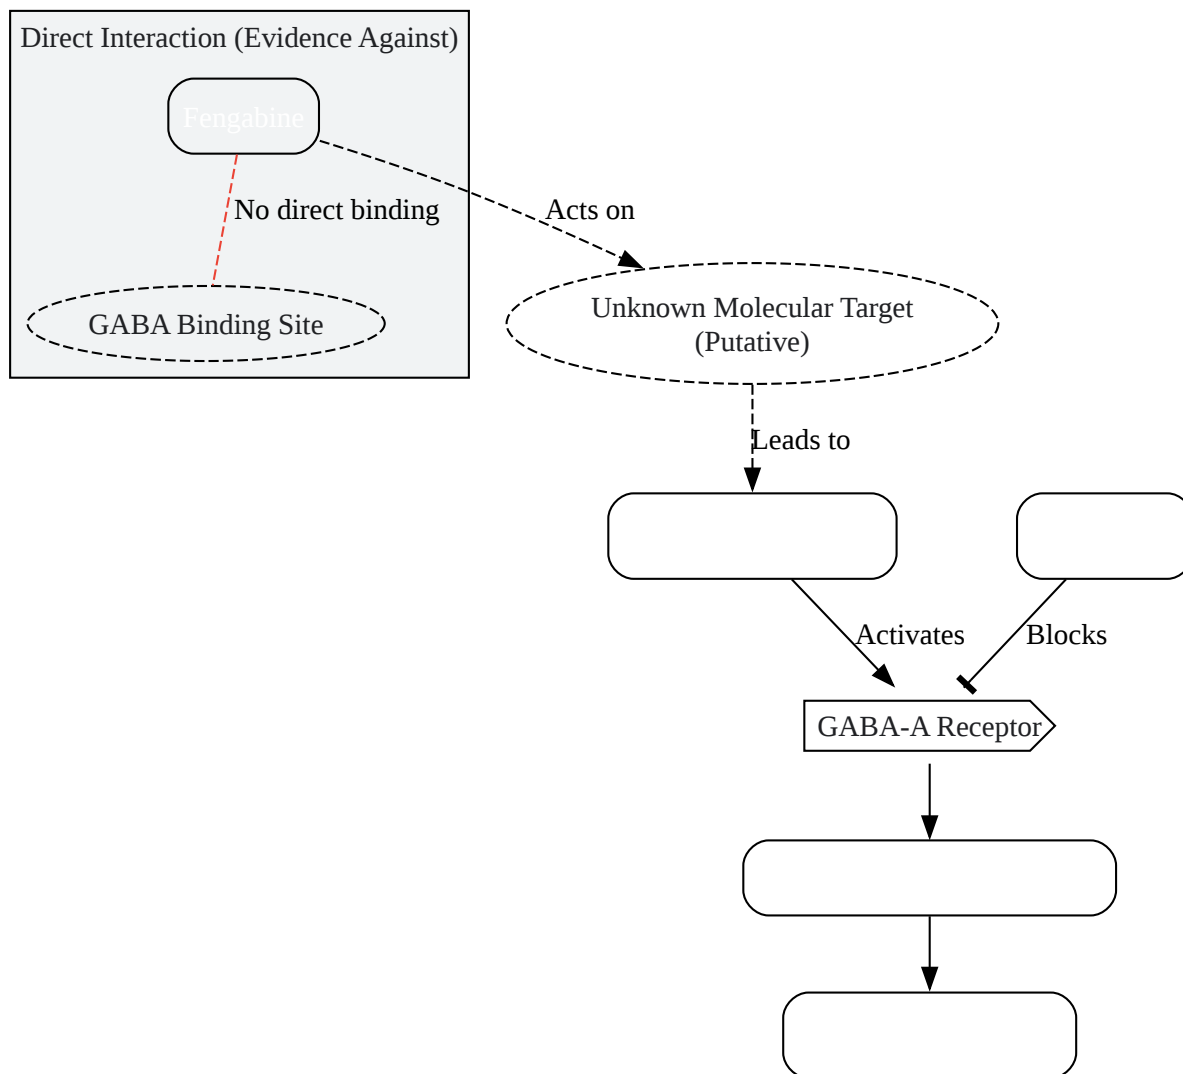 Direct Interaction (Evidence Against)
Fengabine
No direct binding
Acts on
GABA Binding Site
Unknown Molecular Target
(Putative)
Leads to
Activates
Blocks
GABA-A Receptor